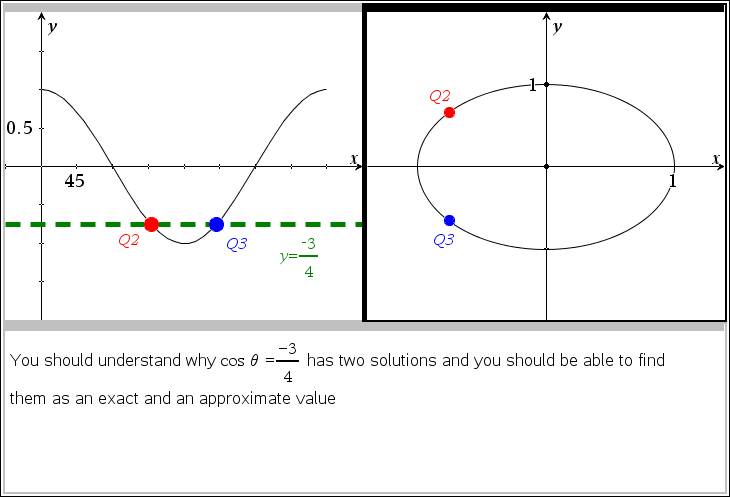 y
0.5
45
x
Q2
Q3
y=-3/4
y
1
x
1
Q2
Q3
You should understand why cos θ =-3/4 has two solutions and you should be able to find
them as an exact and an approximate value